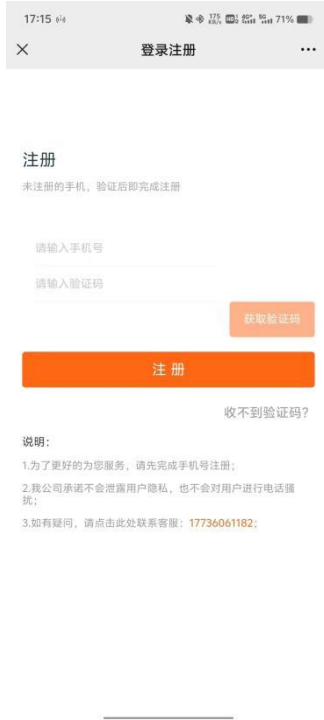 17:15
175 KB/s HD 4G+ 5G 71%
登录注册
注册
未注册的手机，验证后即完成注册
请输入手机号
请输入验证码
获取验证码
注 册
收不到验证码?
说明：
1.为了更好的为您服务，请先完成手机号注册；
2.我公司承诺不会泄露用户隐私，也不会对用户进行电话骚
扰；
3.如有疑问，请点击此处联系客服：17736061182；